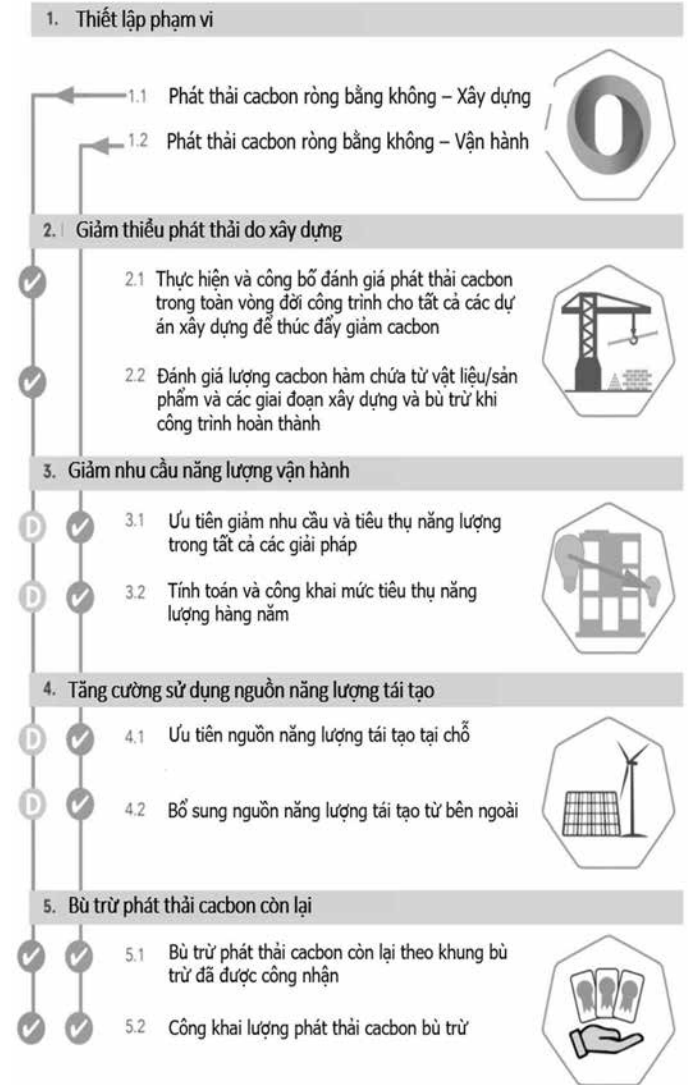 1. Thiết lập phạm vi
1.1 Phát thải cacbon ròng bằng không – Xây dựng
1.2 Phát thải cacbon ròng bằng không – Vận hành
2. Giảm thiểu phát thải do xây dựng
2.1 Thực hiện và công bố đánh giá phát thải cacbon
trong toàn vòng đời công trình cho tất cả các dự
án xây dựng để thúc đẩy giảm cacbon
2.2 Đánh giá lượng cacbon hàm chứa từ vật liệu/sản
phẩm và các giai đoạn xây dựng và bù trừ khi
công trình hoàn thành
3. Giảm nhu cầu năng lượng vận hành
D 3.1 Ưu tiên giảm nhu cầu và tiêu thụ năng lượng
trong tất cả các giải pháp
D 3.2 Tính toán và công khai mức tiêu thụ năng
lượng hàng năm
4. Tăng cường sử dụng nguồn năng lượng tái tạo
D 4.1 Ưu tiên nguồn năng lượng tái tạo tại chỗ
D 4.2 Bổ sung nguồn năng lượng tái tạo từ bên ngoài
5. Bù trừ phát thải cacbon còn lại
5.1 Bù trừ phát thải cacbon còn lại theo khung bù
trừ đã được công nhận
5.2 Công khai lượng phát thải cacbon bù trừ